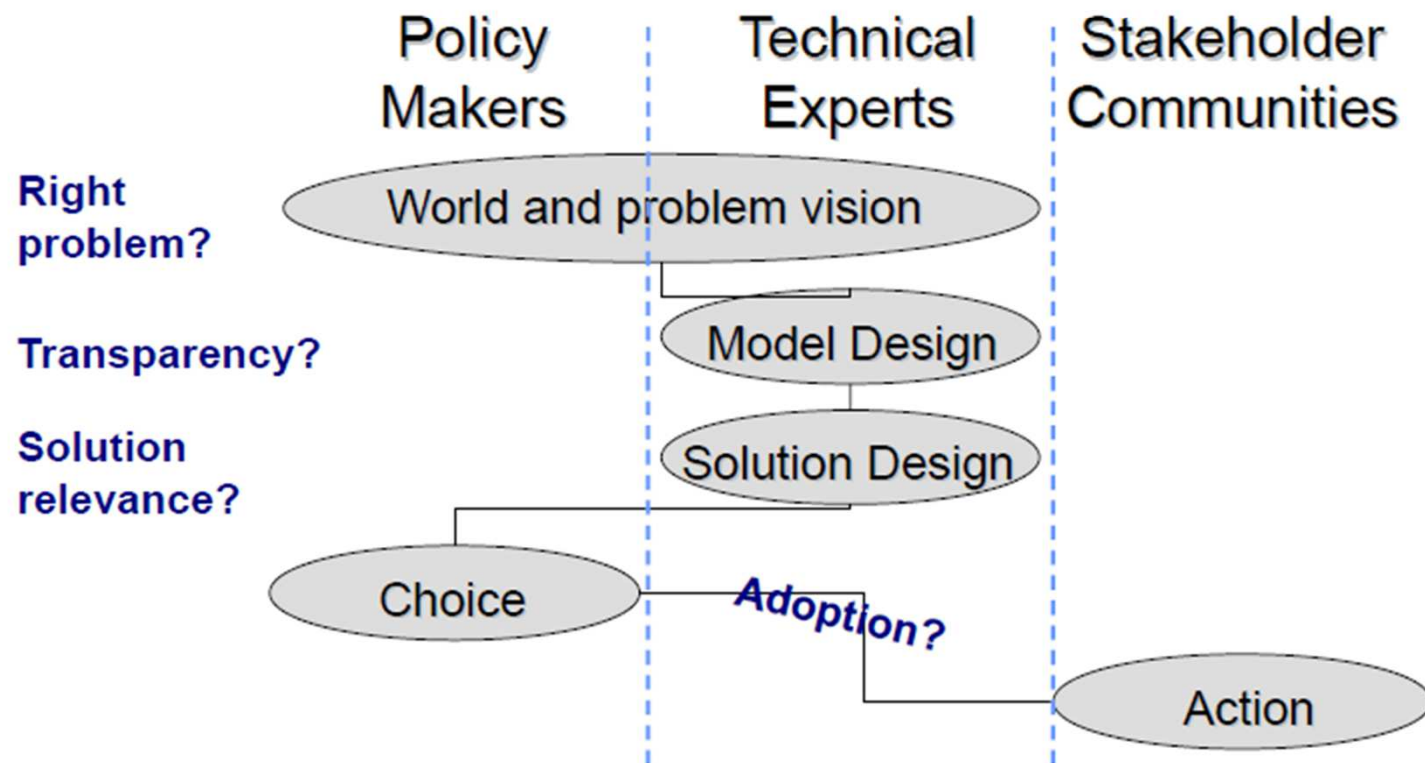 Policy
Makers
Technical
Experts
Stakeholder
Communities
Right
problem?
World and problem vision
Transparency?
Model Design
Solution
relevance?
Solution Design
Choice
Adoption?
Action